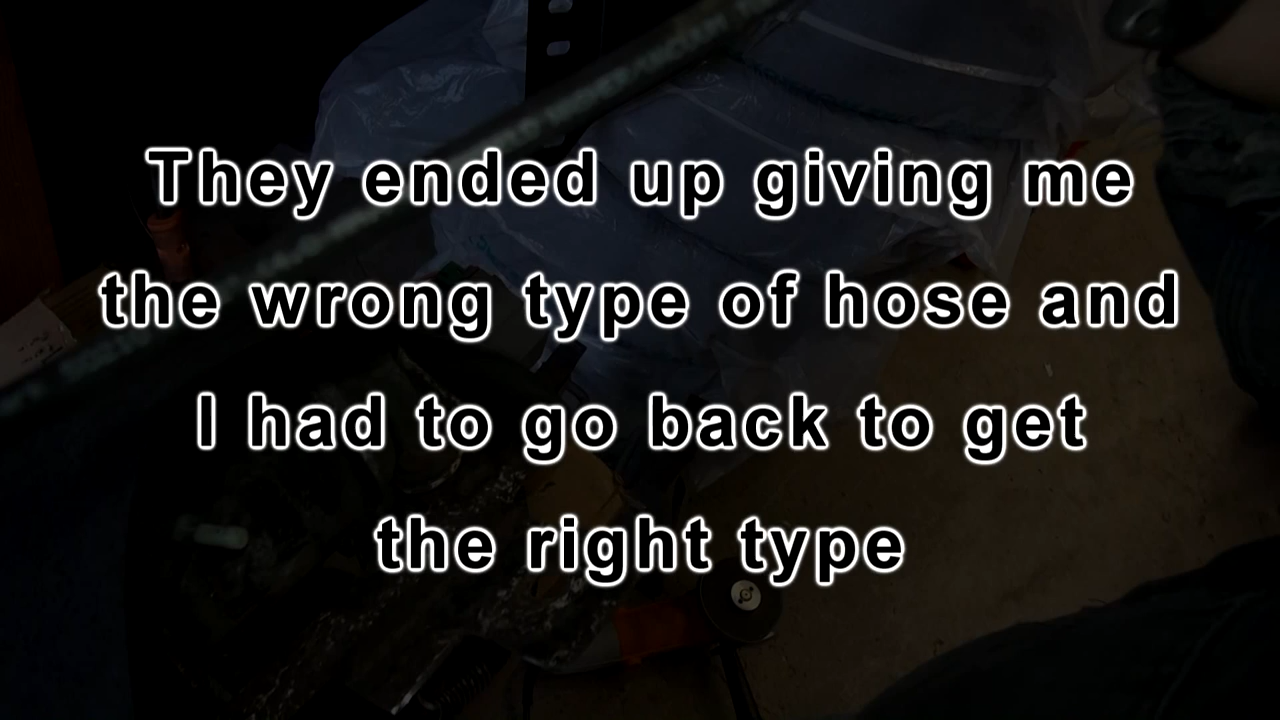 They ended up giving me
the wrong type of hose and
I had to go back to get
the right type